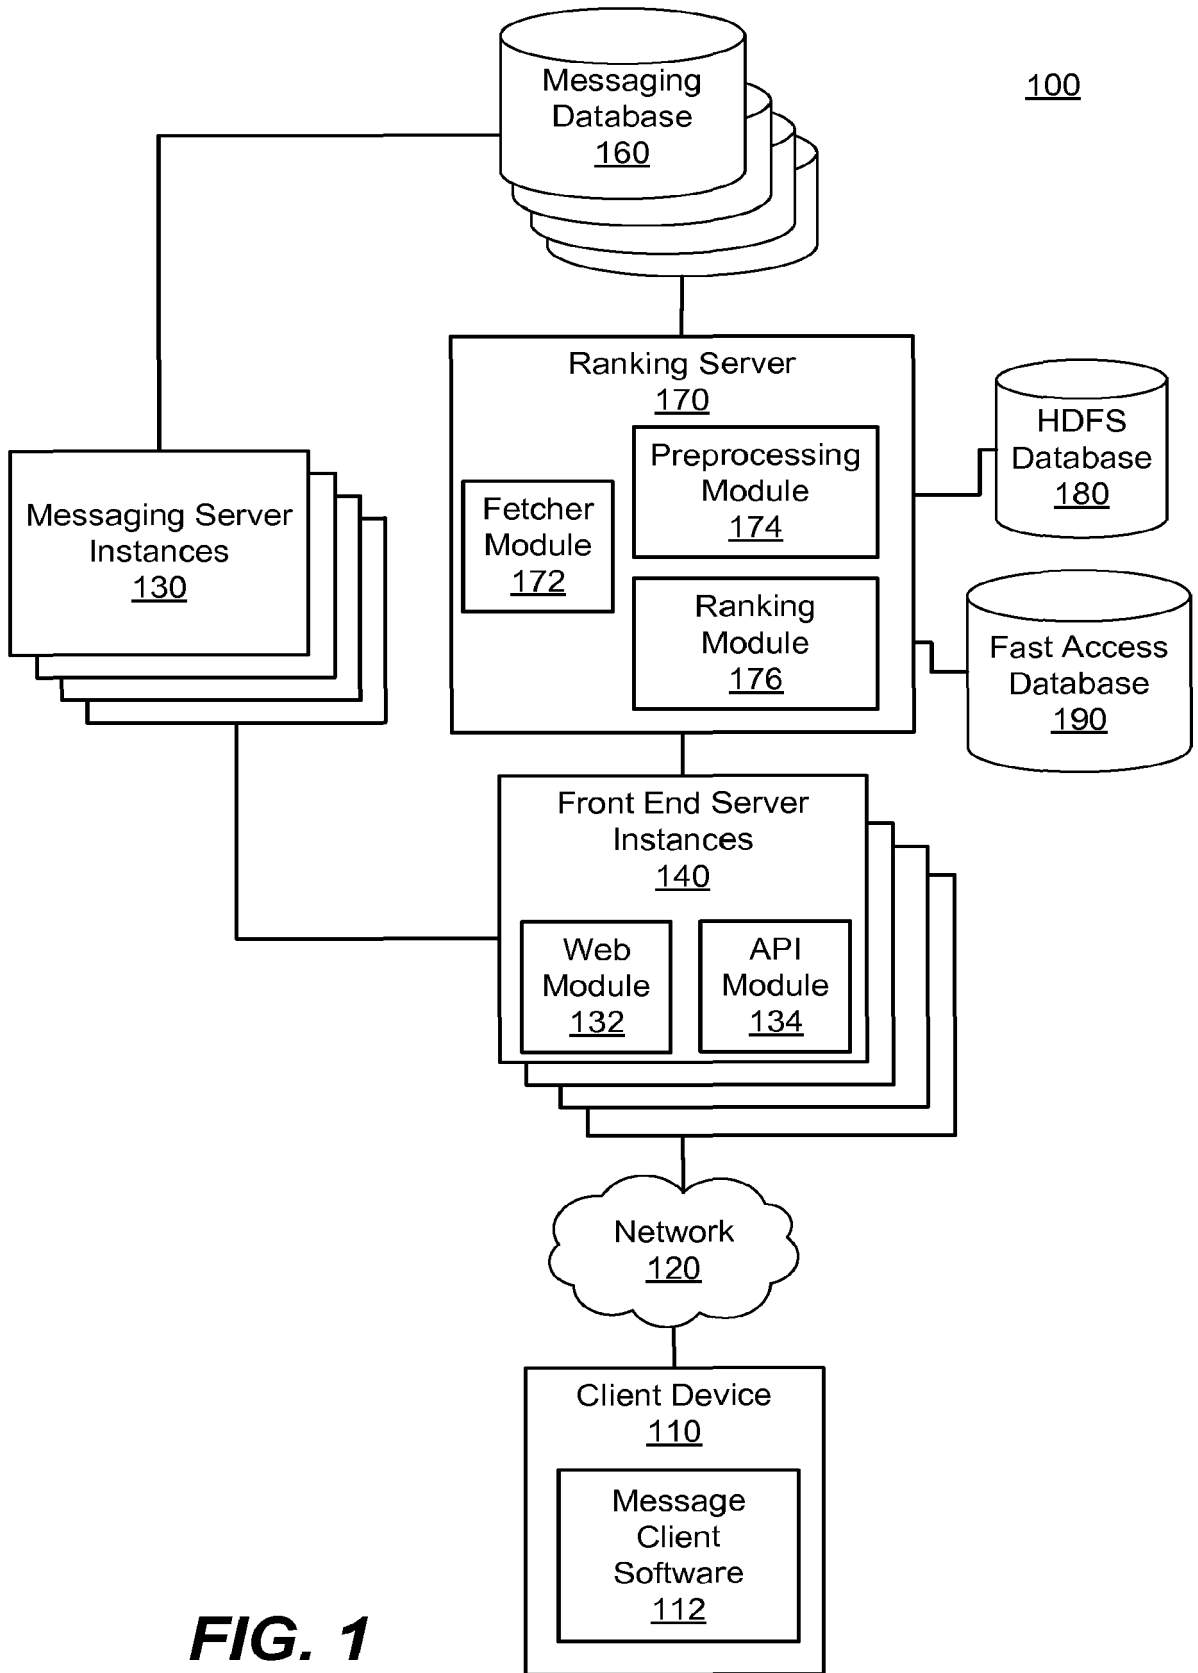 100
Messaging
Database
160
Ranking Server
170
HDFS
Database
180
Preprocessing
Module
174
Fetcher
Module
172
Messaging Server
Instances
130
Ranking
Module
176
Fast Access
Database
190
Front End Server
Instances
140
Web
Module
132
API
Module
134
Network
120
Client Device
110
Message
Client
Software
112
FIG. 1